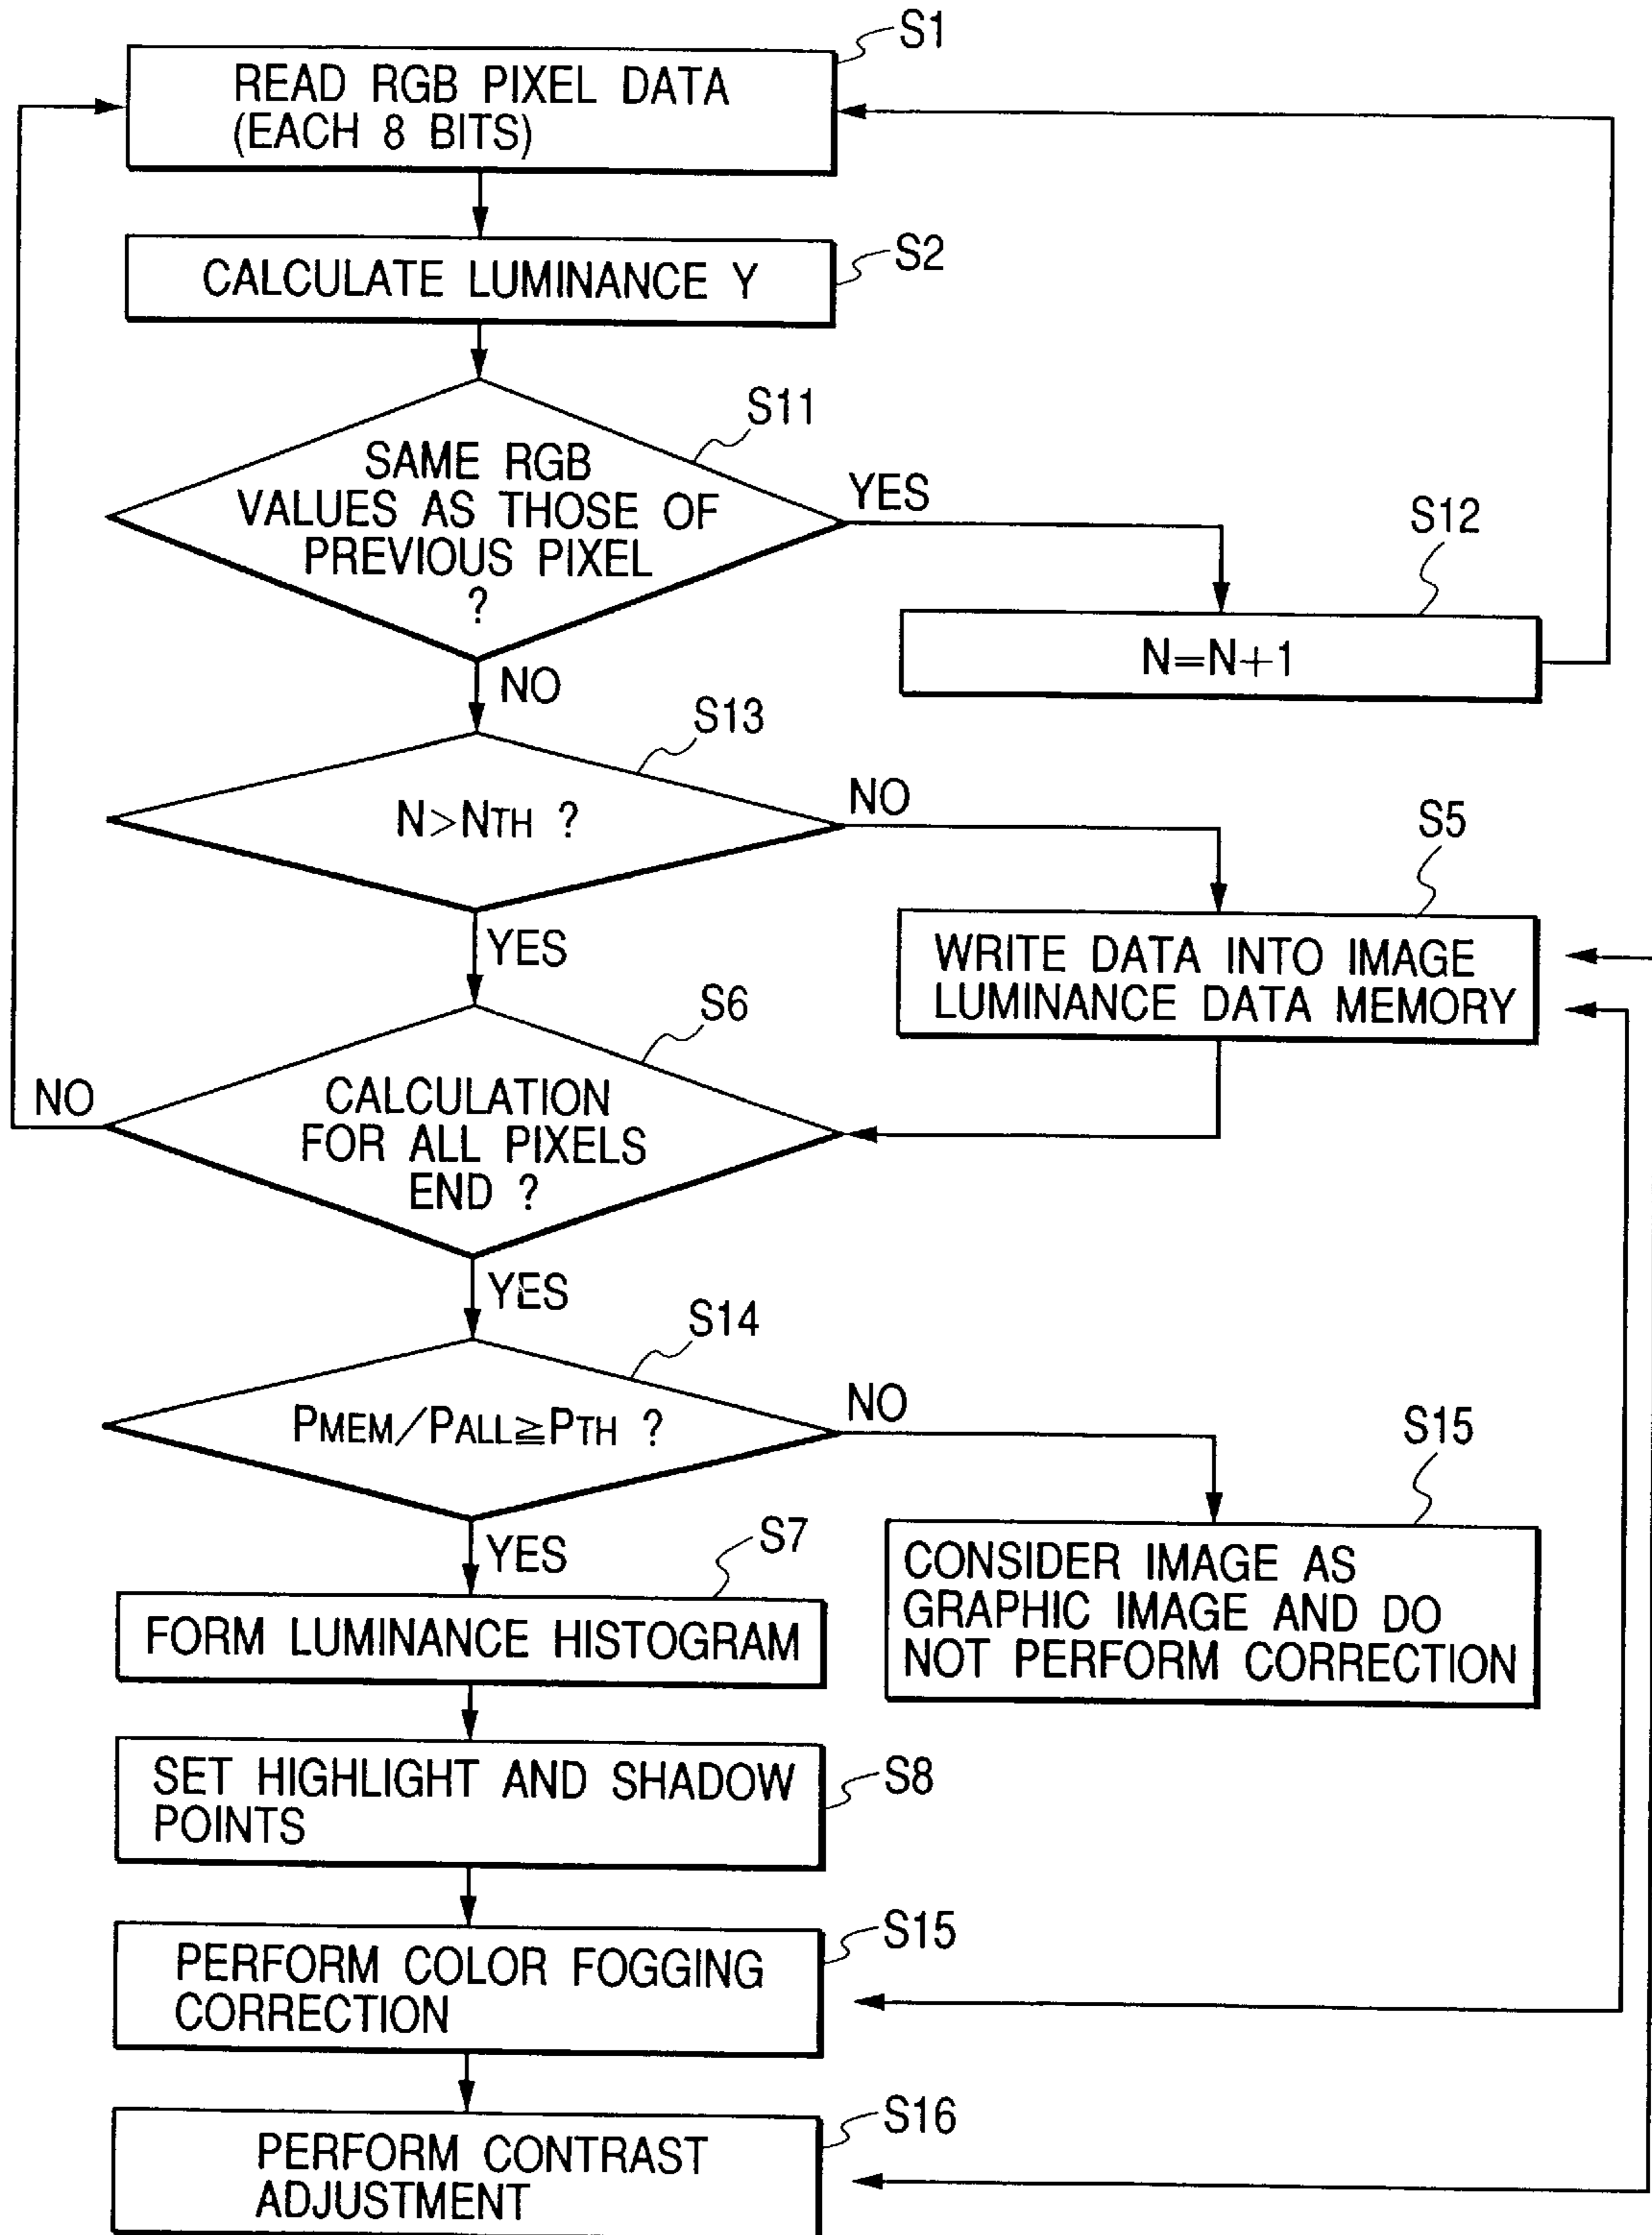 S1
READ RGB PIXEL DATA
(EACH 8 BITS)
S2
CALCULATE LUMINANCE Y
S11
SAME RGB
VALUES AS THOSE OF
PREVIOUS PIXEL
?
YES
S12
N=N+1
NO
S13
N>NTH ?
NO
S5
YES
WRITE DATA INTO IMAGE
LUMINANCE DATA MEMORY
S6
NO
CALCULATION
FOR ALL PIXELS
END ?
YES
S14
PMEM/PALL≧PTH ?
NO
S15
YES
CONSIDER IMAGE AS
GRAPHIC IMAGE AND DO
NOT PERFORM CORRECTION
S7
FORM LUMINANCE HISTOGRAM
S8
SET HIGHLIGHT AND SHADOW
POINTS
S15
PERFORM COLOR FOGGING
CORRECTION
S16
PERFORM CONTRAST
ADJUSTMENT